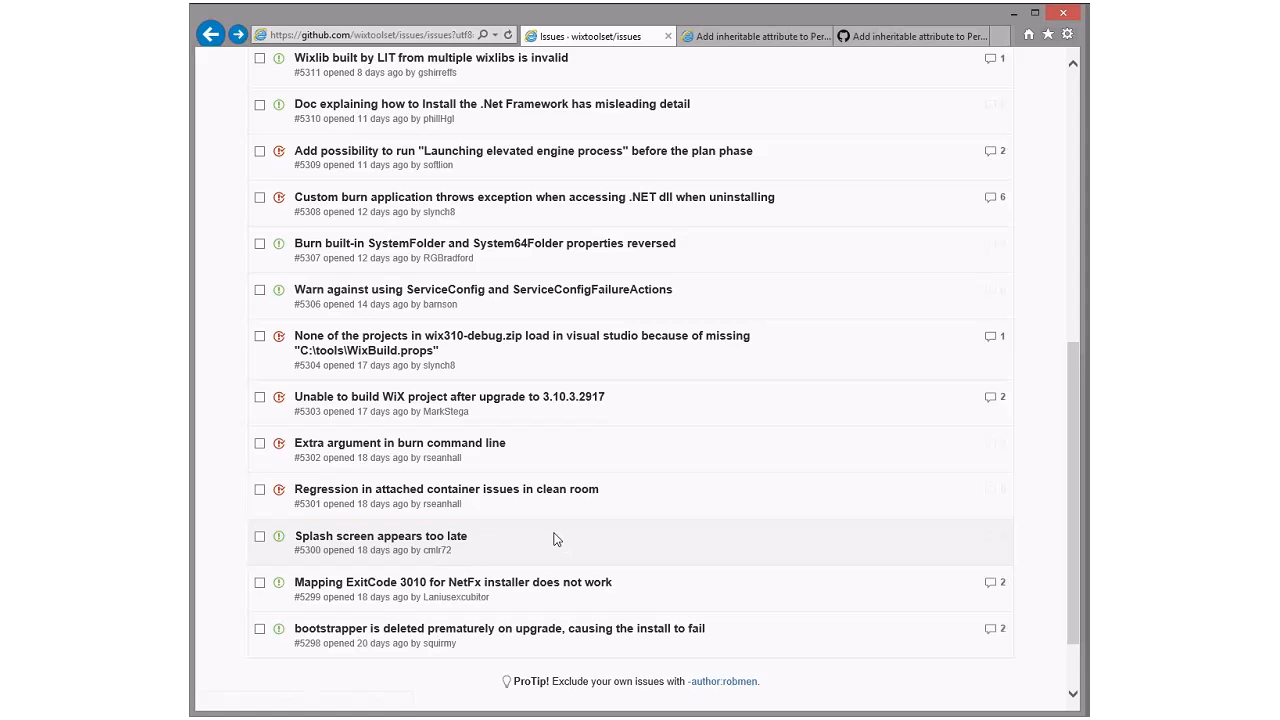 https://github.com/wixtoolset/issues/issues?utf8
Issues - wixtoolset/issues
Add inheritable attribute to Per...
Add inheritable attribute to Per...
Wixlib built by LIT from multiple wixlibs is invalid
1
#5311 opened 8 days ago by gshirreffs
Doc explaining how to Install the .Net Framework has misleading detail
#5310 opened 11 days ago by phillHgl
Add possibility to run "Launching elevated engine process" before the plan phase
2
#5309 opened 11 days ago by softlion
Custom burn application throws exception when accessing .NET dll when uninstalling
6
#5308 opened 12 days ago by slynch8
Burn built-in SystemFolder and System64Folder properties reversed
#5307 opened 12 days ago by RGBradford
Warn against using ServiceConfig and ServiceConfigFailureActions
#5306 opened 14 days ago by barnson
None of the projects in wix310-debug.zip load in visual studio because of missing
1
"C:\tools\WixBuild.props"
#5304 opened 17 days ago by slynch8
Unable to build WiX project after upgrade to 3.10.3.2917
2
#5303 opened 17 days ago by MarkStega
Extra argument in burn command line
#5302 opened 18 days ago by rseanhall
Regression in attached container issues in clean room
#5301 opened 18 days ago by rseanhall
Splash screen appears too late
#5300 opened 18 days ago by cmlr72
Mapping ExitCode 3010 for NetFx installer does not work
2
#5299 opened 18 days ago by Laniusexcubitor
bootstrapper is deleted prematurely on upgrade, causing the install to fail
2
#5298 opened 20 days ago by squirmy
ProTip! Exclude your own issues with -author:robmen.